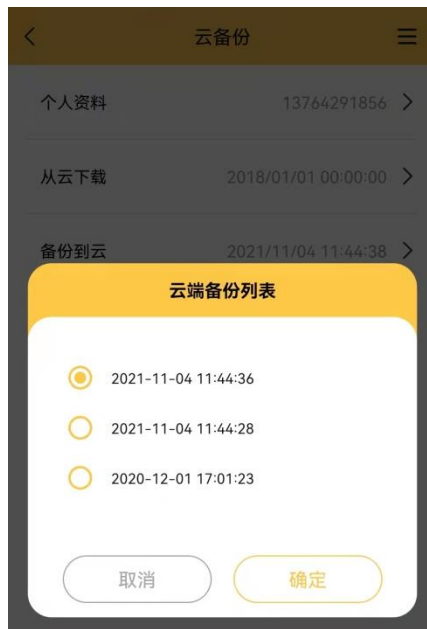 云备份
个人资料 13764291856
从云下载 2018/01/01 00:00:00
备份到云 2021/11/04 11:44:38
云端备份列表
2021-11-04 11:44:36
2021-11-04 11:44:28
2020-12-01 17:01:23
取消 确定